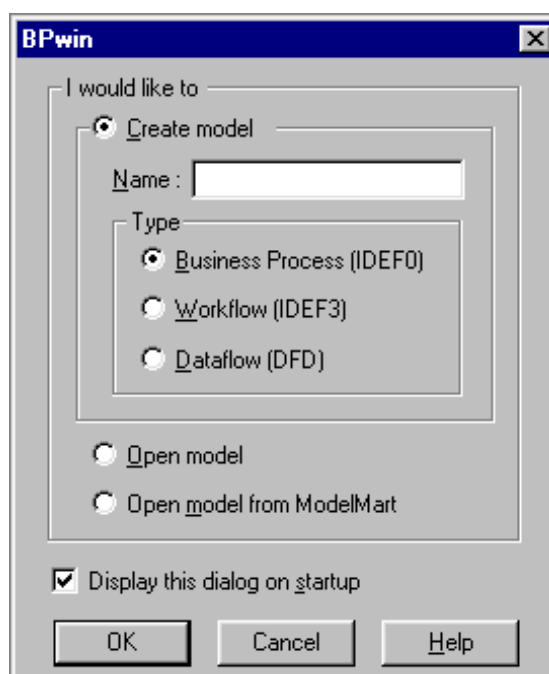 BPwin
I would like to
Create model
Name :
Type
Business Process (IDEF0)
Workflow (IDEF3)
Dataflow (DFD)
Open model
Open model from ModelMart
Display this dialog on startup
OK Cancel Help